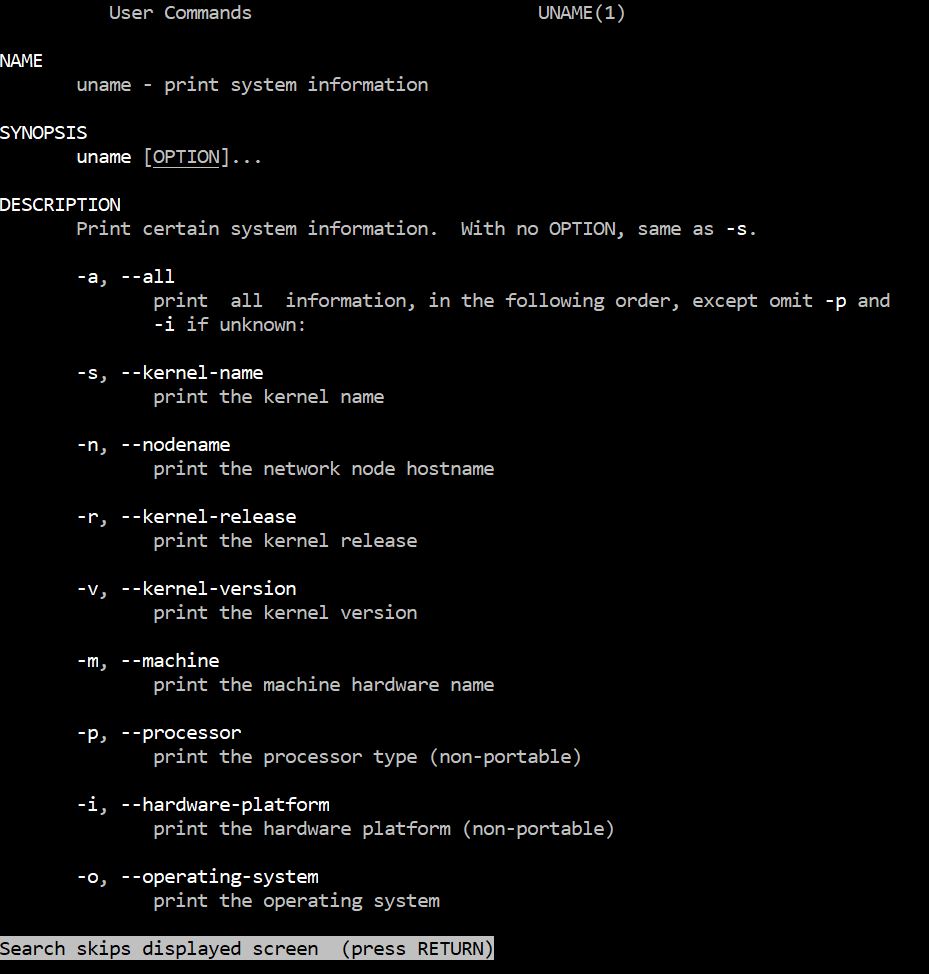 User Commands UNAME(1)
NAME
uname - print system information
SYNOPSIS
uname [OPTION]...
DESCRIPTION
Print certain system information.  With no OPTION, same as -s.
-a, --all
print  all  information, in the following order, except omit -p and
-i if unknown:
-s, --kernel-name
print the kernel name
-n, --nodename
print the network node hostname
-r, --kernel-release
print the kernel release
-v, --kernel-version
print the kernel version
-m, --machine
print the machine hardware name
-p, --processor
print the processor type (non-portable)
-i, --hardware-platform
print the hardware platform (non-portable)
-o, --operating-system
print the operating system
Search skips displayed screen  (press RETURN)